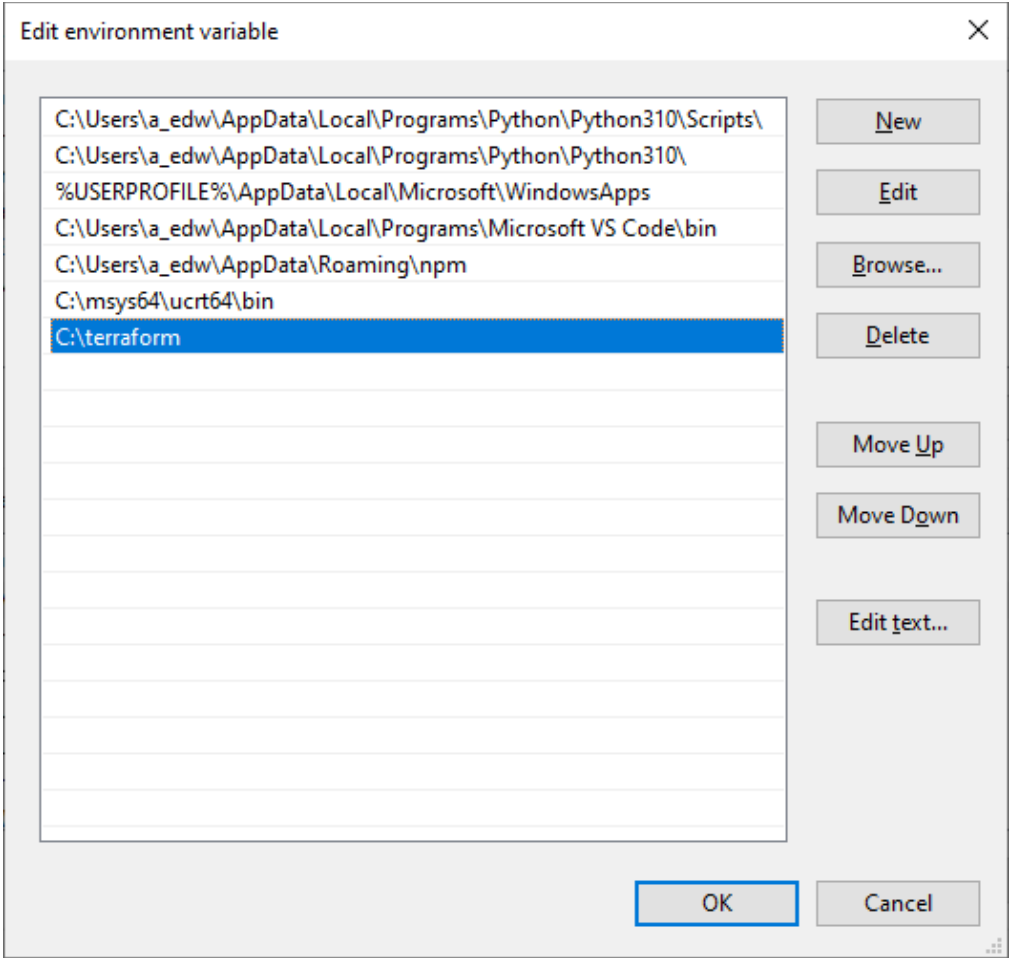 Edit environment variable
C:\Users\a_edw\AppData\Local\Programs\Python\Python310\Scripts\
C:\Users\a_edw\AppData\Local\Programs\Python\Python310\
%USERPROFILE%\AppData\Local\Microsoft\WindowsApps
C:\Users\a_edw\AppData\Local\Programs\Microsoft VS Code\bin
C:\Users\a_edw\AppData\Roaming\npm
C:\msys64\ucrt64\bin
C:\terraform
New
Edit
Browse...
Delete
Move Up
Move Down
Edit text...
OK
Cancel